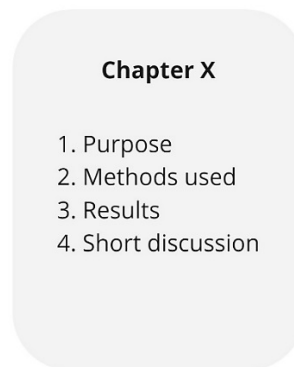 Chapter X
1. Purpose
2. Methods used
3. Results
4. Short discussion